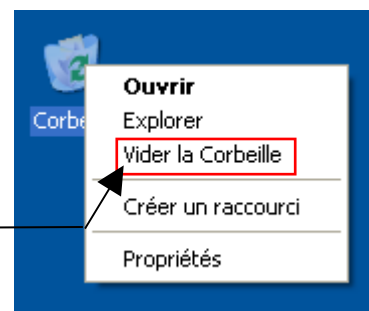 Ouvrir
Corbe
Explorer
Vider la Corbeille
Créer un raccourci
Propriétés